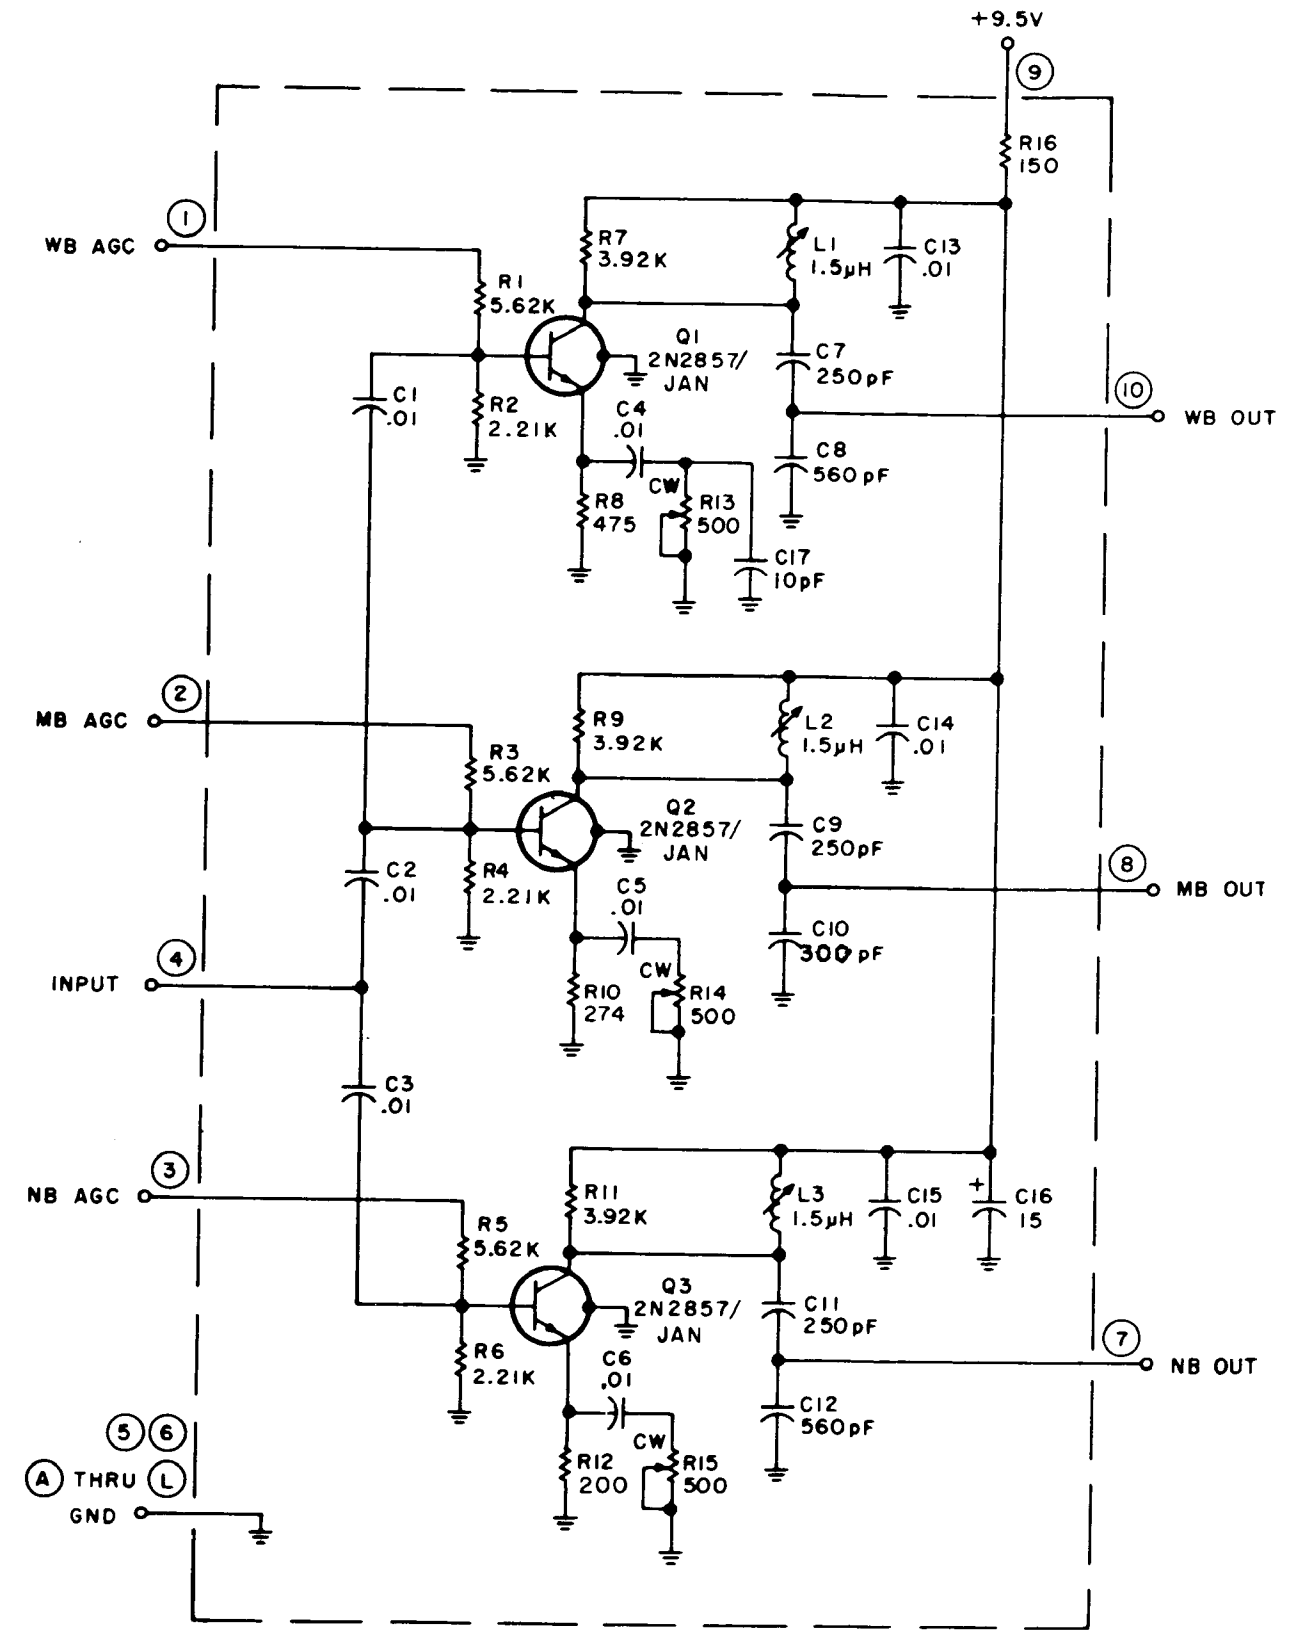 +9.5V
9
R16
150
1
WB AGC
R7
3.92K
L1
1.5µH
C13
.01
R1
5.62K
Q1
2N2857/
JAN
C7
250pF
10
WB OUT
C1
.01
R2
2.21K
C4
.01
C8
560pF
CW
R8
475
R13
500
C17
10pF
2
MB AGC
R9
3.92K
L2
1.5µH
C14
.01
R3
5.62K
Q2
2N2857/
JAN
C9
250pF
8
MB OUT
C2
.01
R4
2.21K
C5
.01
C10
300pF
4
INPUT
CW
R10
274
R14
500
C3
.01
3
NB AGC
R11
3.92K
L3
1.5µH
C15
.01
+
C16
15
R5
5.62K
Q3
2N2857/
JAN
C11
250pF
7
NB OUT
R6
2.21K
C6
.01
C12
560pF
5 6
A THRU L
GND
CW
R12
200
R15
500